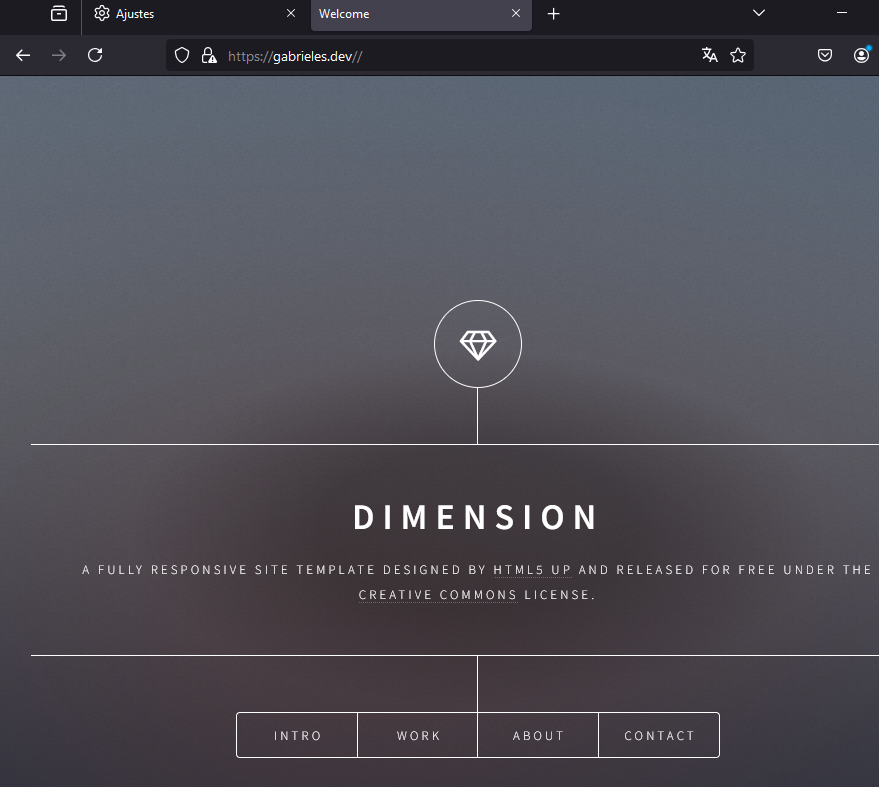 Ajustes
Welcome
https://gabrieles.dev//
DIMENSION
A FULLY RESPONSIVE SITE TEMPLATE DESIGNED BY HTML5 UP AND RELEASED FOR FREE UNDER THE
CREATIVE COMMONS LICENSE.
INTRO WORK ABOUT CONTACT